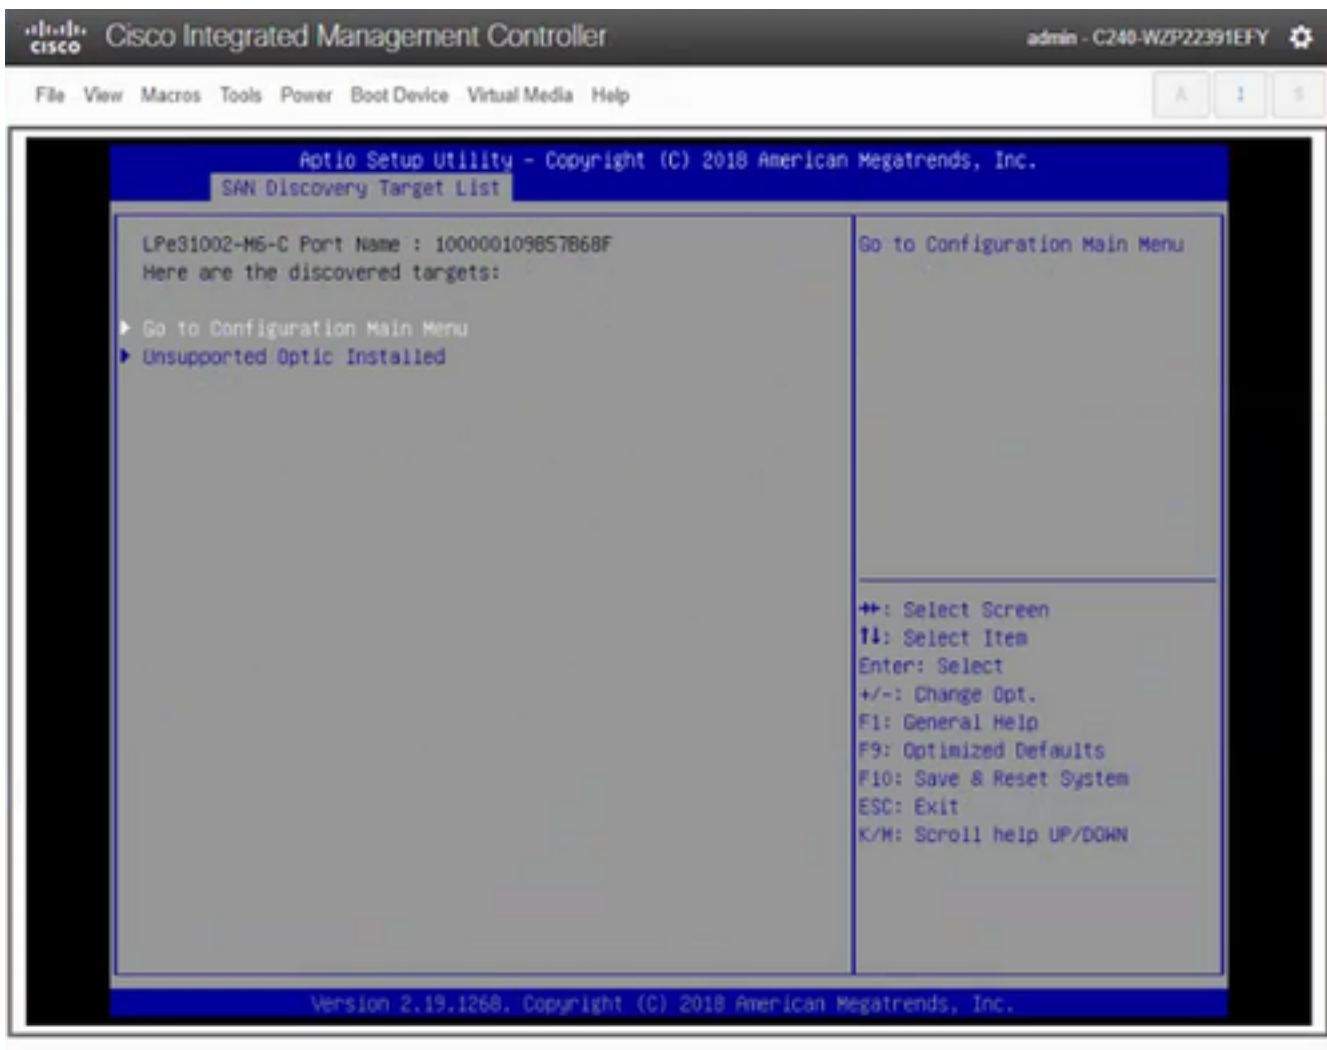 cisco Cisco Integrated Management Controller
admin - C240-WZP22391EFY
File View Macros Tools Power Boot Device Virtual Media Help
A 1 S
Aptio Setup Utility - Copyright (C) 2018 American Megatrends, Inc.
SAN Discovery Target List
LPe31002-M6-C Port Name : 100000109B57B68F
Here are the discovered targets:
Go to Configuration Main Menu
Unsupported Optic Installed
Go to Configuration Main Menu
→←: Select Screen
↑↓: Select Item
Enter: Select
+/-: Change Opt.
F1: General Help
F9: Optimized Defaults
F10: Save & Reset System
ESC: Exit
K/M: Scroll help UP/DOWN
Version 2.19.1268. Copyright (C) 2018 American Megatrends, Inc.